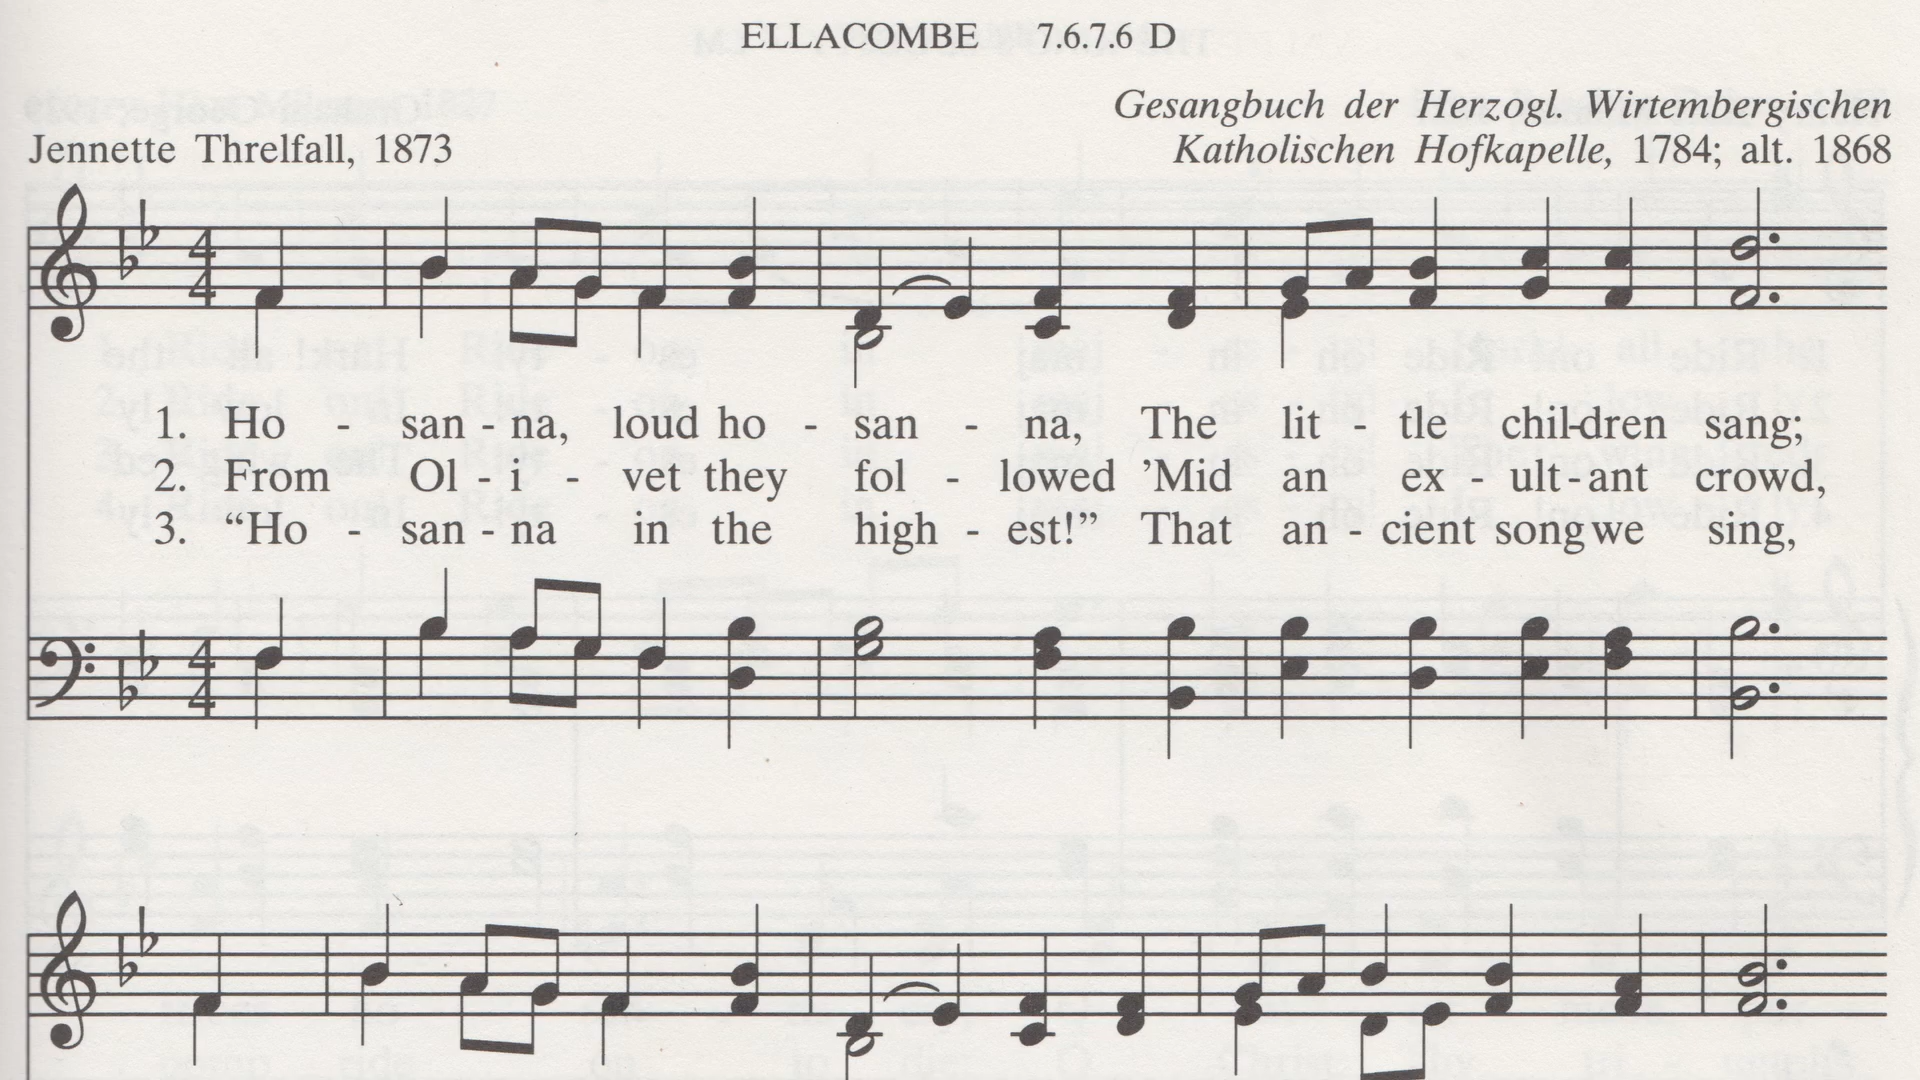 ELLACOMBE 7.6.7.6 D
Gesangbuch der Herzogl. Wirtembergischen
Jennette Threlfall, 1873
Katholischen Hofkapelle, 1784; alt. 1868
1. Ho - san - na, loud ho - san - na, The lit - tle chil-dren sang;
2. From Ol - i - vet they fol - lowed ’Mid an ex - ult - ant crowd,
3. “Ho - san - na in the high - est!” That an - cient song we sing,